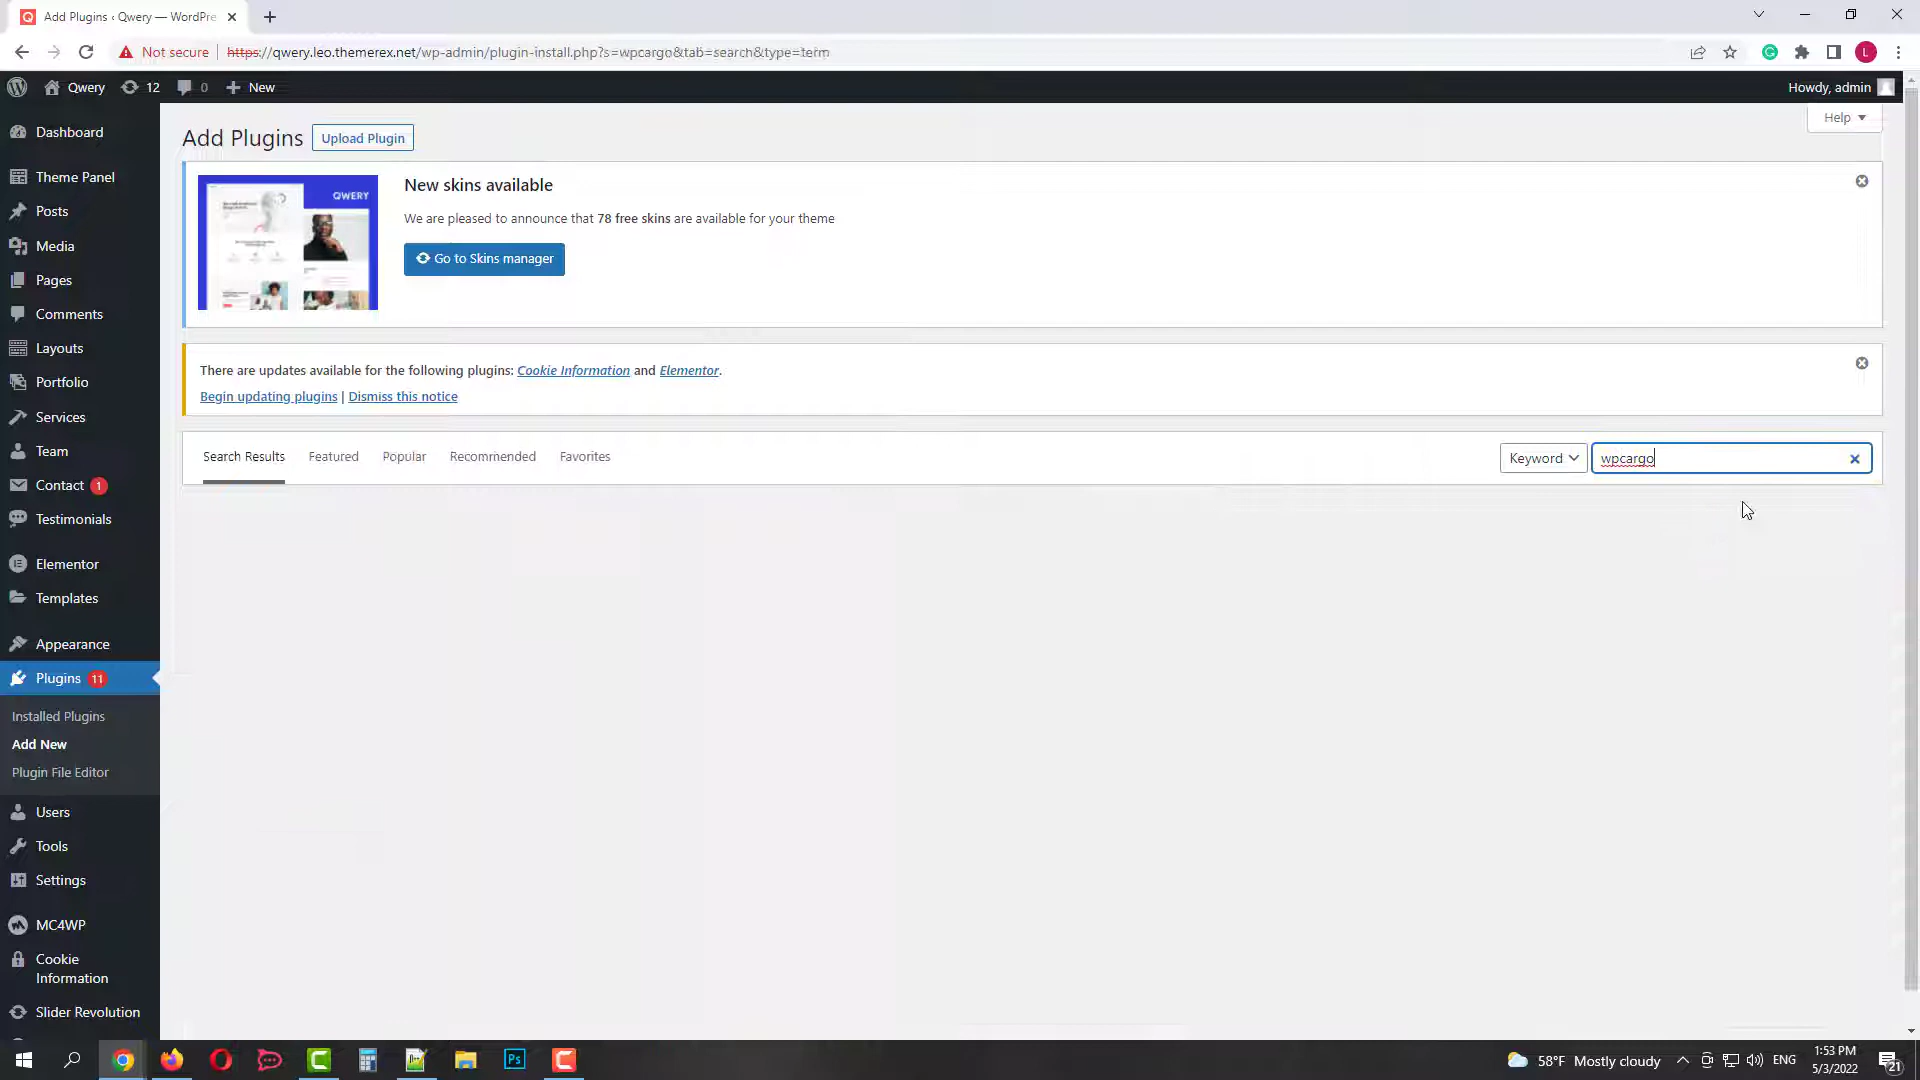 Add Plugins ‹ Qwery — WordPre
Not secure
https://qwery.leo.themerex.net/wp-admin/plugin-install.php?s=wpcargo&tab=search&type=term
L
Qwery
12
0
New
Howdy, admin
Dashboard
Theme Panel
Posts
Media
Pages
Comments
Layouts
Portfolio
Services
Team
Contact 1
Testimonials
Elementor
Templates
Appearance
Plugins 11
Installed Plugins
Add New
Plugin File Editor
Users
Tools
Settings
MC4WP
Cookie
Information
Slider Revolution
Help
Add Plugins
Upload Plugin
QWERY
New skins available
We are pleased to announce that 78 free skins are available for your theme
Go to Skins manager
There are updates available for the following plugins: Cookie Information and Elementor.
Begin updating plugins | Dismiss this notice
Search Results
Featured
Popular
Recommended
Favorites
Keyword
wpcargo
Ps
58°F Mostly cloudy
ENG
1:53 PM
5/3/2022
21